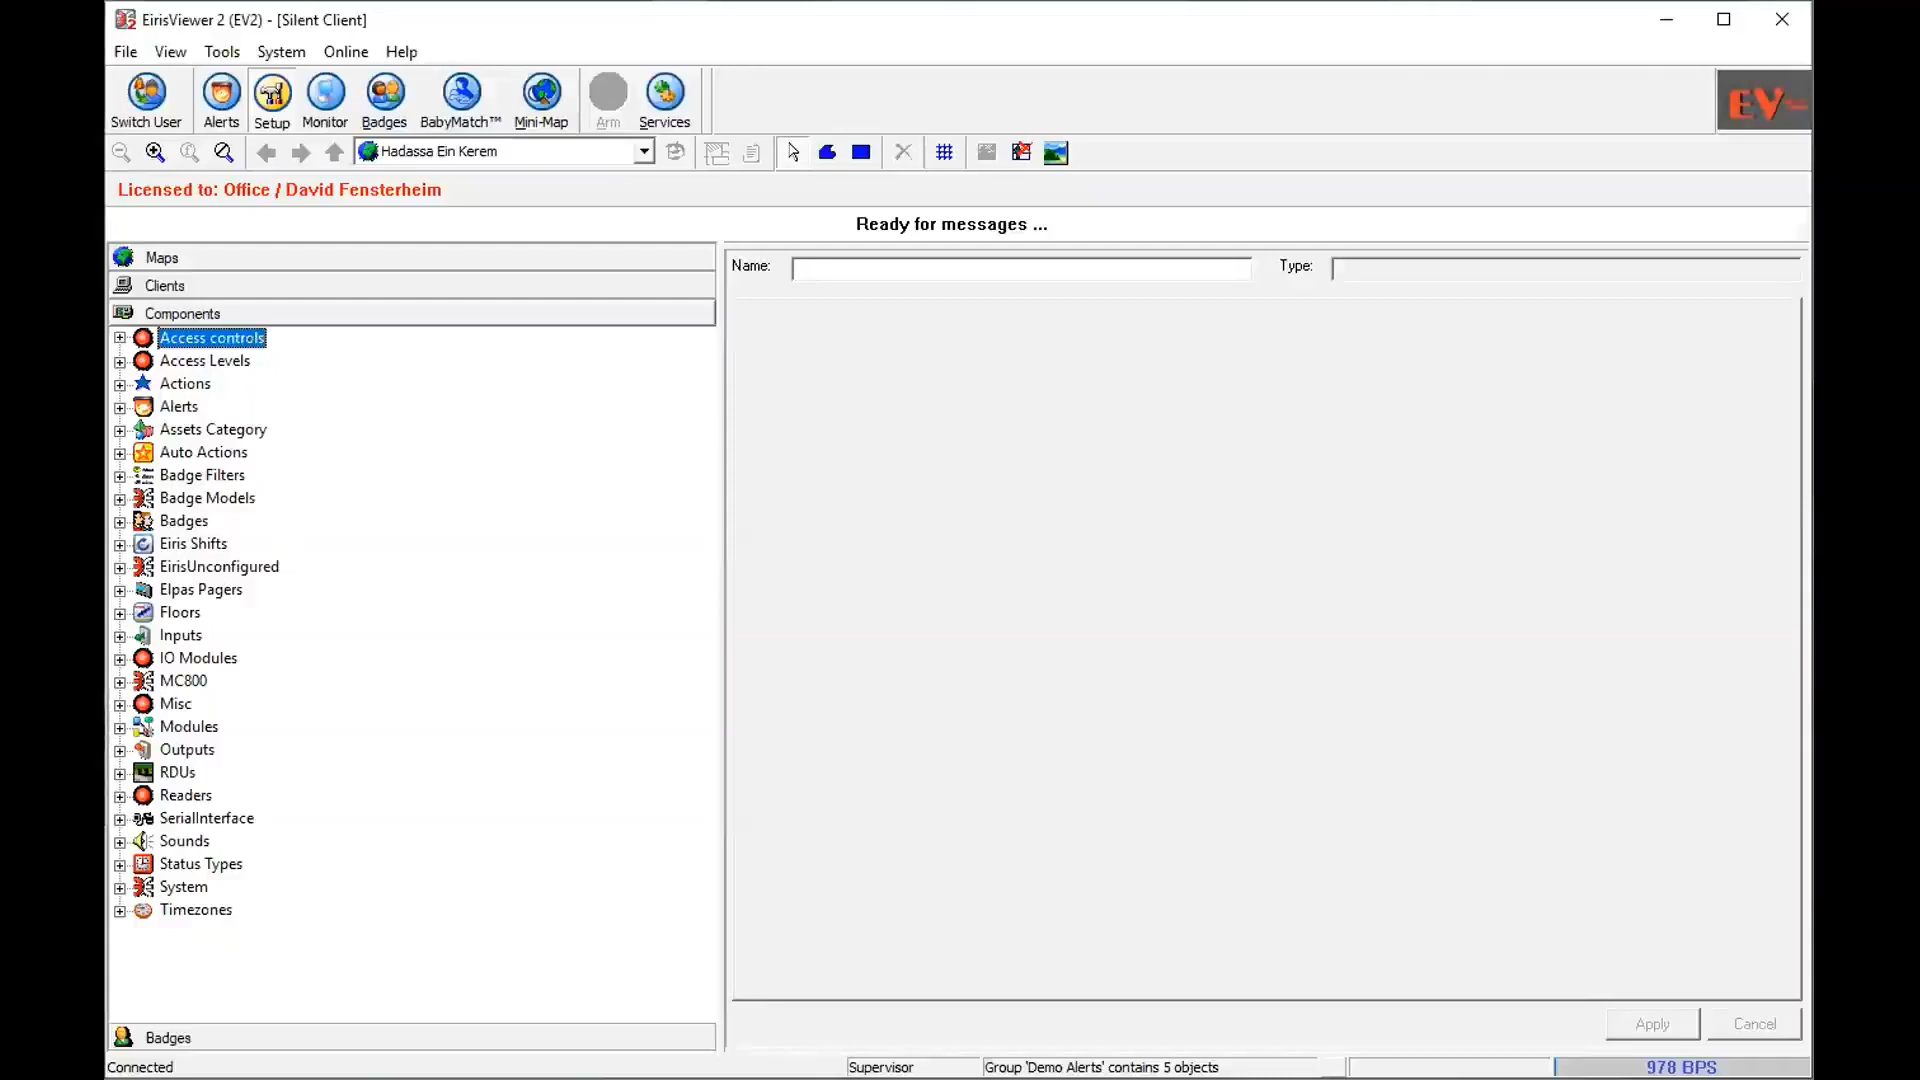 EirisViewer 2 (EV2) - [Silent Client]
File View Tools System Online Help
Switch User Alerts Setup Monitor Badges BabyMatch™ Mini-Map Arm Services
EV
Hadassa Ein Kerem
Licensed to: Office / David Fensterheim
Ready for messages ...
Maps
Name: Type:
Clients
Components
Access controls
Access Levels
Actions
Alerts
Assets Category
Auto Actions
Badge Filters
Badge Models
Badges
Eiris Shifts
EirisUnconfigured
Elpas Pagers
Floors
Inputs
IO Modules
MC800
Misc
Modules
Outputs
RDUs
Readers
SerialInterface
Sounds
Status Types
System
Timezones
Apply Cancel
Badges
Connected Supervisor Group 'Demo Alerts' contains 5 objects 978 BPS